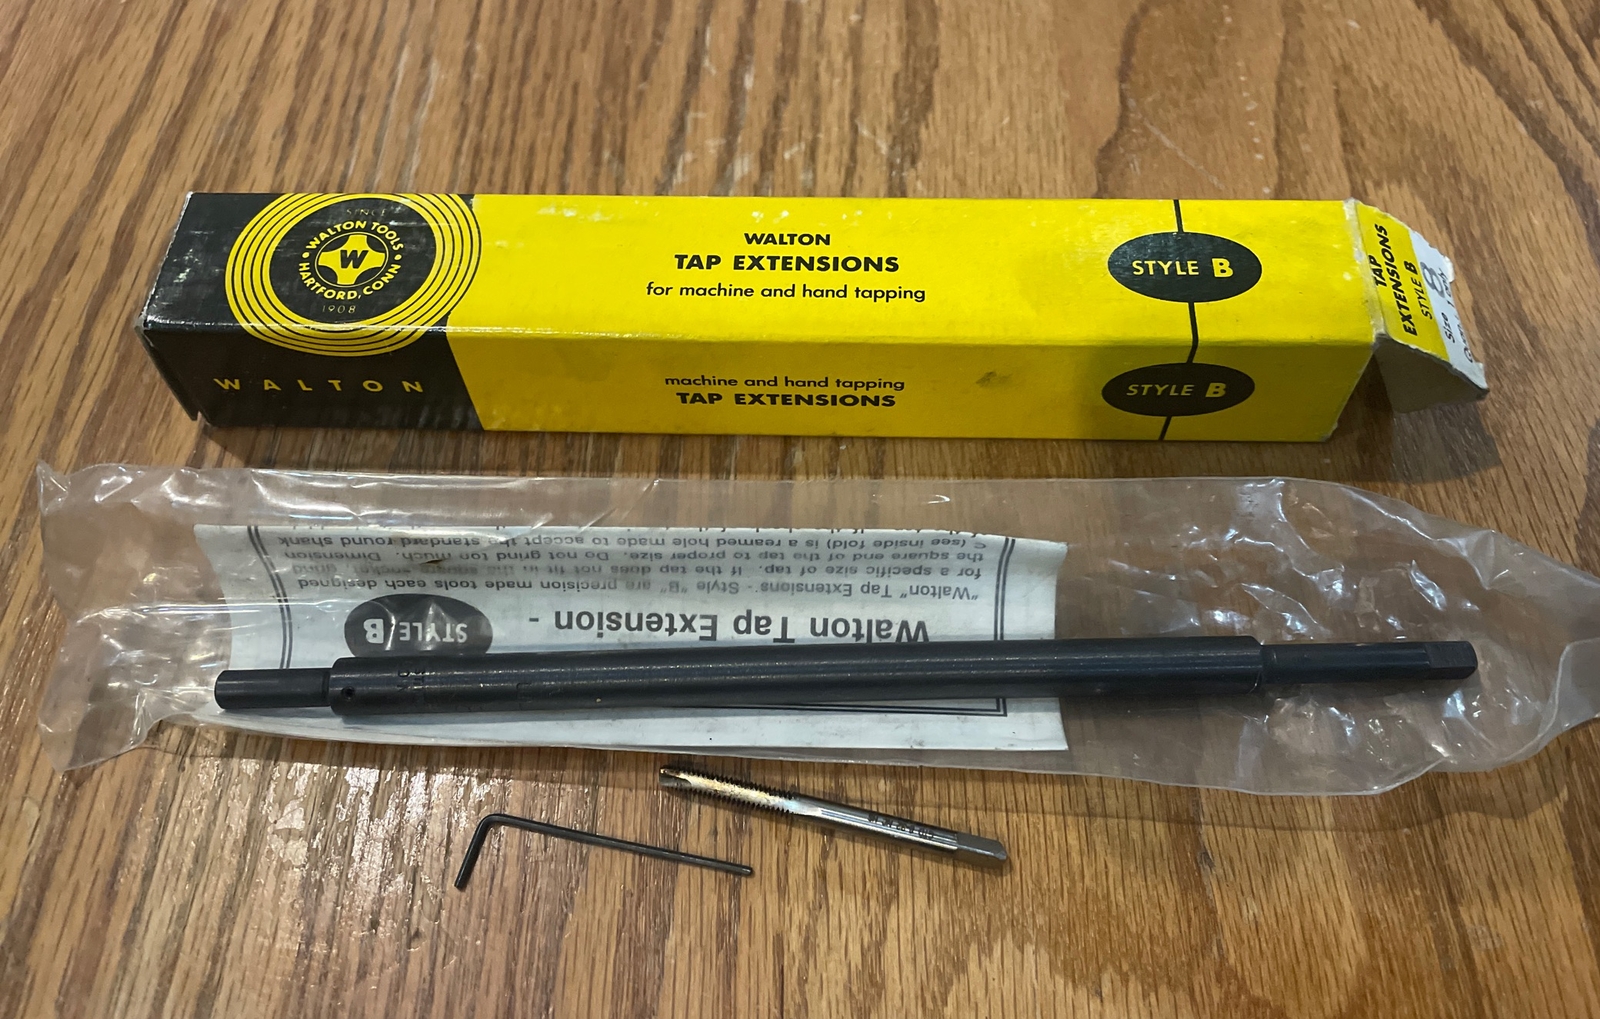 SINCE
WALTON TOOLS
W
HARTFORD, CONN
1908
WALTON
WALTON
TAP EXTENSIONS
for machine and hand tapping
STYLE B
machine and hand tapping
TAP EXTENSIONS
STYLE B
TAP
EXTENSIONS
STYLE B
Size
8
Walton Tap Extension -
STYLE B
"Walton" Tap Extensions - Style "B" are precision made tools each designed
for a specific size of tap. If the tap does not fit in the square socket, grind
the square end of the tap to proper size. Do not grind too much. Dimension
C (see inside fold) is a reamed hole made to accept the standard round shank